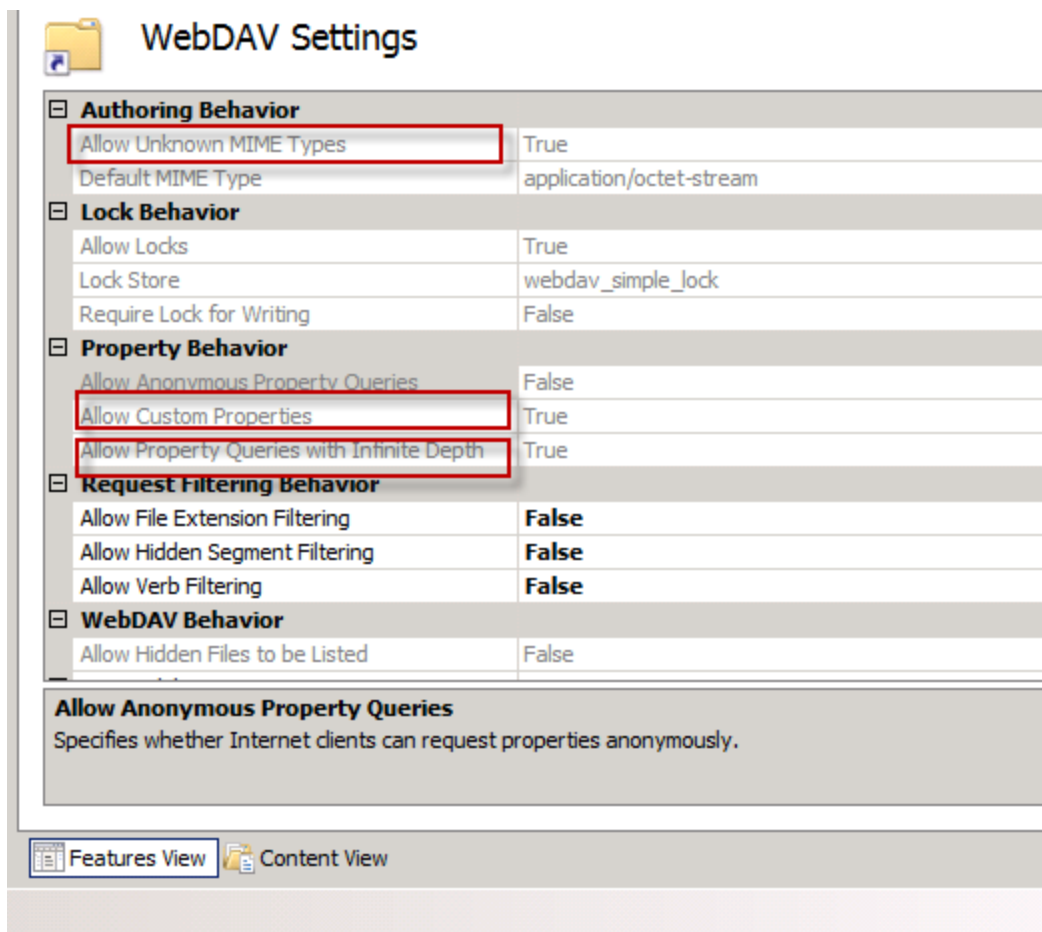 WebDAV Settings
Authoring Behavior
Allow Unknown MIME Types True
Default MIME Type application/octet-stream
Lock Behavior
Allow Locks True
Lock Store webdav_simple_lock
Require Lock for Writing False
Property Behavior
Allow Anonymous Property Queries False
Allow Custom Properties True
Allow Property Queries with Infinite Depth True
Request Filtering Behavior
Allow File Extension Filtering False
Allow Hidden Segment Filtering False
Allow Verb Filtering False
WebDAV Behavior
Allow Hidden Files to be Listed False
Allow Anonymous Property Queries
Specifies whether Internet clients can request properties anonymously.
Features View Content View